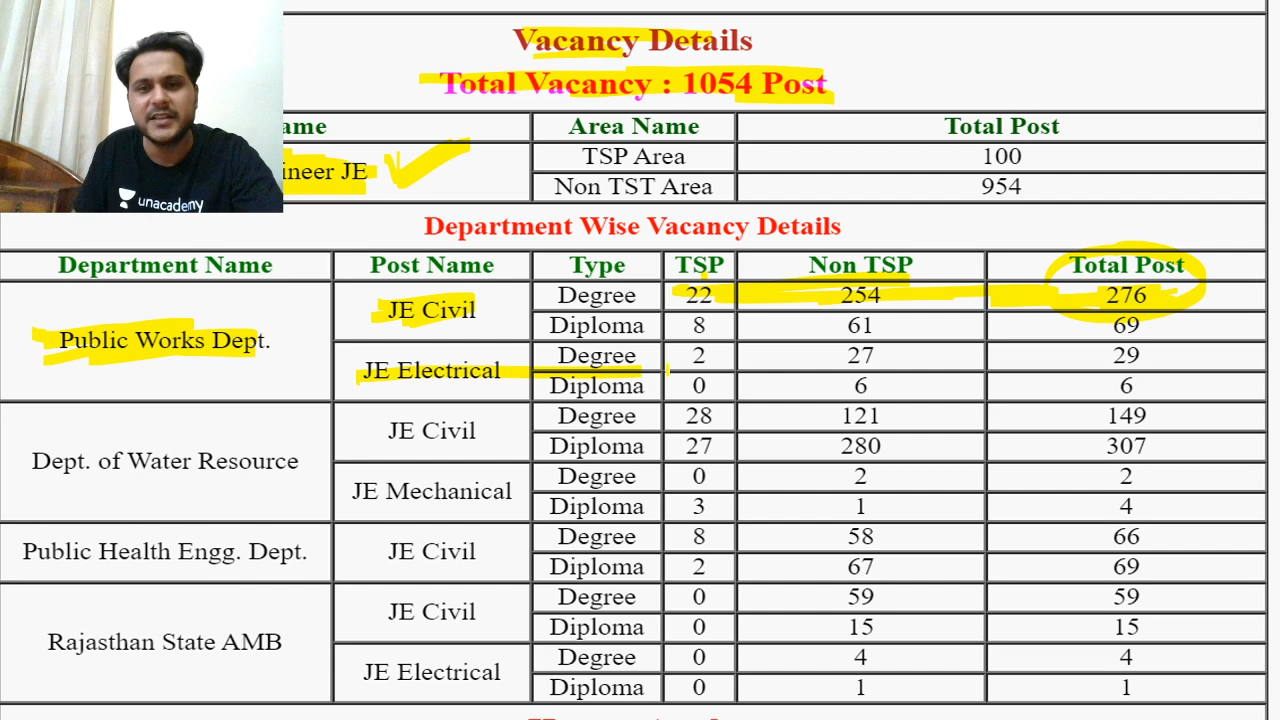 Vacancy Details
Total Vacancy : 1054 Post
ame Area Name Total Post
ineer JE TSP Area 100
Non TST Area 954
unacademy
Department Wise Vacancy Details
Department Name Post Name Type TSP Non TSP Total Post
Public Works Dept. JE Civil Degree 22 254 276
Diploma 8 61 69
JE Electrical Degree 2 27 29
Diploma 0 6 6
Dept. of Water Resource JE Civil Degree 28 121 149
Diploma 27 280 307
JE Mechanical Degree 0 2 2
Diploma 3 1 4
Public Health Engg. Dept. JE Civil Degree 8 58 66
Diploma 2 67 69
Rajasthan State AMB JE Civil Degree 0 59 59
Diploma 0 15 15
JE Electrical Degree 0 4 4
Diploma 0 1 1